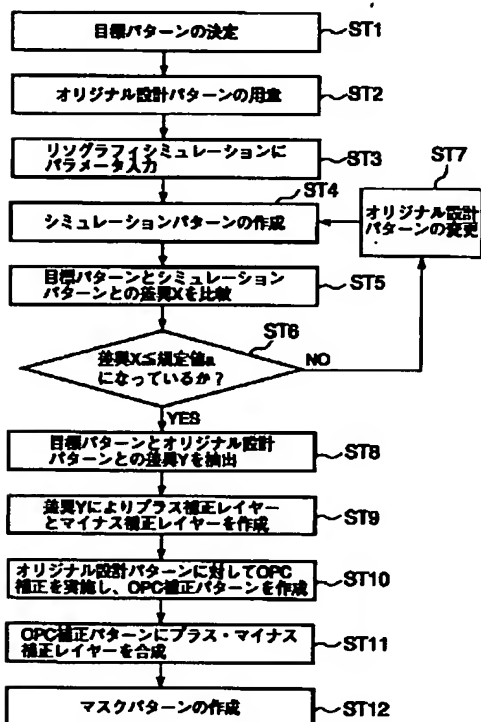 目標パターンの決定
ST1
オリジナル設計パターンの用意
ST2
リソグラフィシミュレーションに
パラメータ入力
ST3
ST7
ST4
シミュレーションパターンの作成
オリジナル設計
パターンの変更
目標パターンとシミュレーション
パターンとの差異Xを比較
ST5
ST6
差異X≦規定値a
になっているか?
NO
YES
目標パターンとオリジナル設計
パターンとの差異Yを抽出
ST8
差異Yによりプラス補正レイヤー
とマイナス補正レイヤーを作成
ST9
オリジナル設計パターンに対してOPC
補正を実施し、OPC補正パターンを作成
ST10
OPC補正パターンにプラス・マイナス
補正レイヤーを合成
ST11
マスクパターンの作成
ST12